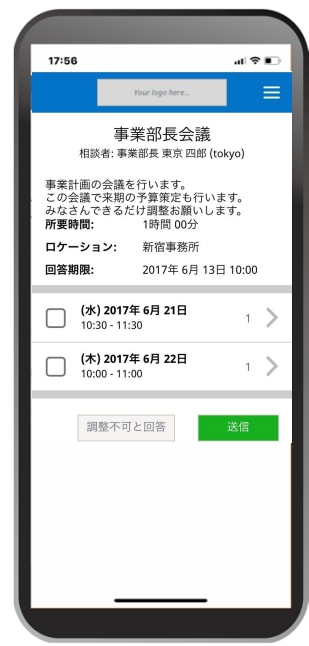 17:56
Your logo here...
事業部長会議
相談者: 事業部長 東京 四郎 (tokyo)
事業計画の会議を行います。
この会議で来期の予算策定も行います。
みなさんできるだけ調整お願いします。
所要時間: 1時間 00分
ロケーション: 新宿事務所
回答期限: 2017年 6月 13日 10:00
(水) 2017年 6月 21日
10:30 - 11:30 1
(木) 2017年 6月 22日
10:00 - 11:00 1
調整不可と回答 送信